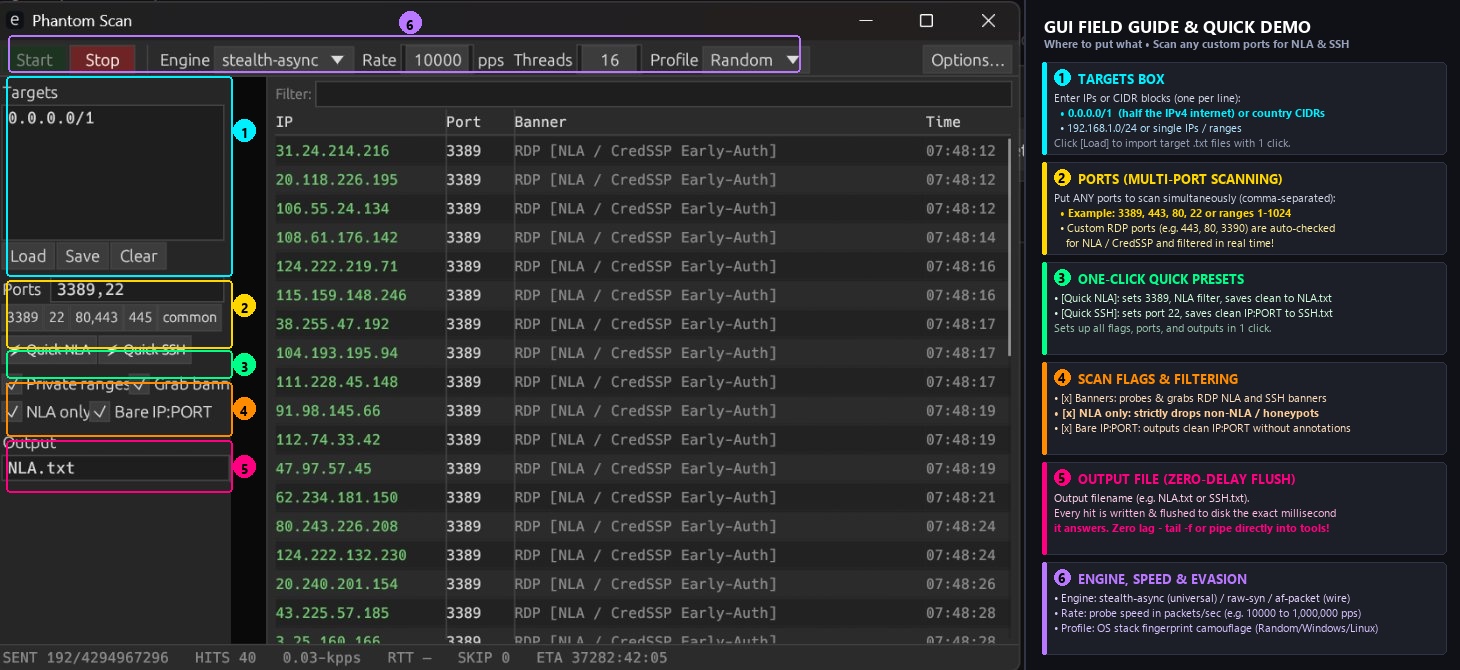 e Phantom Scan
6
Start Stop Engine stealth-async Rate 10000 pps Threads 16 Profile Random Options...
Targets
0.0.0.0/1
1
Load Save Clear
Ports 3389,22
2
3389 22 80,443 445 common
Quick NLA Quick SSH
3
Private ranges Grab bann
4
NLA only Bare IP:PORT
Output
5
NLA.txt
Filter:
IP Port Banner Time
31.24.214.216 3389 RDP [NLA / CredSSP Early-Auth] 07:48:12
20.118.226.195 3389 RDP [NLA / CredSSP Early-Auth] 07:48:12
106.55.24.134 3389 RDP [NLA / CredSSP Early-Auth] 07:48:12
108.61.176.142 3389 RDP [NLA / CredSSP Early-Auth] 07:48:14
124.222.219.71 3389 RDP [NLA / CredSSP Early-Auth] 07:48:16
115.159.148.246 3389 RDP [NLA / CredSSP Early-Auth] 07:48:16
38.255.47.192 3389 RDP [NLA / CredSSP Early-Auth] 07:48:17
104.193.195.94 3389 RDP [NLA / CredSSP Early-Auth] 07:48:17
111.228.45.148 3389 RDP [NLA / CredSSP Early-Auth] 07:48:17
91.98.145.66 3389 RDP [NLA / CredSSP Early-Auth] 07:48:19
112.74.33.42 3389 RDP [NLA / CredSSP Early-Auth] 07:48:19
47.97.57.45 3389 RDP [NLA / CredSSP Early-Auth] 07:48:19
62.234.181.150 3389 RDP [NLA / CredSSP Early-Auth] 07:48:21
80.243.226.208 3389 RDP [NLA / CredSSP Early-Auth] 07:48:24
124.222.132.230 3389 RDP [NLA / CredSSP Early-Auth] 07:48:24
20.240.201.154 3389 RDP [NLA / CredSSP Early-Auth] 07:48:26
43.225.57.185 3389 RDP [NLA / CredSSP Early-Auth] 07:48:28
3.25.160.166 3389 RDP [NLA / CredSSP Early-Auth] 07:48:28
SENT 192/4294967296 HITS 40 0.03-kpps RTT — SKIP 0 ETA 37282:42:05
GUI FIELD GUIDE & QUICK DEMO
Where to put what • Scan any custom ports for NLA & SSH
1 TARGETS BOX
Enter IPs or CIDR blocks (one per line):
• 0.0.0.0/1 (half the IPv4 internet) or country CIDRs
• 192.168.1.0/24 or single IPs / ranges
Click [Load] to import target .txt files with 1 click.
2 PORTS (MULTI-PORT SCANNING)
Put ANY ports to scan simultaneously (comma-separated):
• Example: 3389, 443, 80, 22 or ranges 1-1024
• Custom RDP ports (e.g. 443, 80, 3390) are auto-checked
for NLA / CredSSP and filtered in real time!
3 ONE-CLICK QUICK PRESETS
• [Quick NLA]: sets 3389, NLA filter, saves clean to NLA.txt
• [Quick SSH]: sets port 22, saves clean IP:PORT to SSH.txt
Sets up all flags, ports, and outputs in 1 click.
4 SCAN FLAGS & FILTERING
• [x] Banners: probes & grabs RDP NLA and SSH banners
• [x] NLA only: strictly drops non-NLA / honeypots
• [x] Bare IP:PORT: outputs clean IP:PORT without annotations
5 OUTPUT FILE (ZERO-DELAY FLUSH)
Output filename (e.g. NLA.txt or SSH.txt).
Every hit is written & flushed to disk the exact millisecond
it answers. Zero lag - tail -f or pipe directly into tools!
6 ENGINE, SPEED & EVASION
• Engine: stealth-async (universal) / raw-syn / af-packet (wire)
• Rate: probe speed in packets/sec (e.g. 10000 to 1,000,000 pps)
• Profile: OS stack fingerprint camouflage (Random/Windows/Linux)